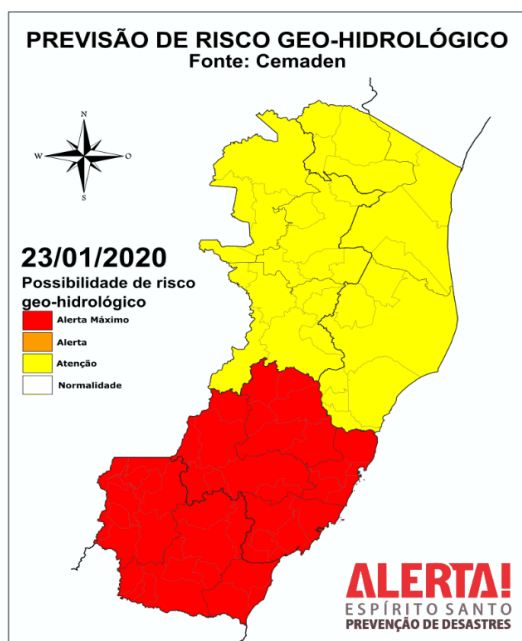 PREVISÃO DE RISCO GEO-HIDROLÓGICO
Fonte: Cemaden
N
W O
S
23/01/2020
Possibilidade de risco
geo-hidrológico
Alerta Máximo
Alerta
Atenção
Normalidade
ALERTA!
ESPÍRITO SANTO
PREVENÇÃO DE DESASTRES